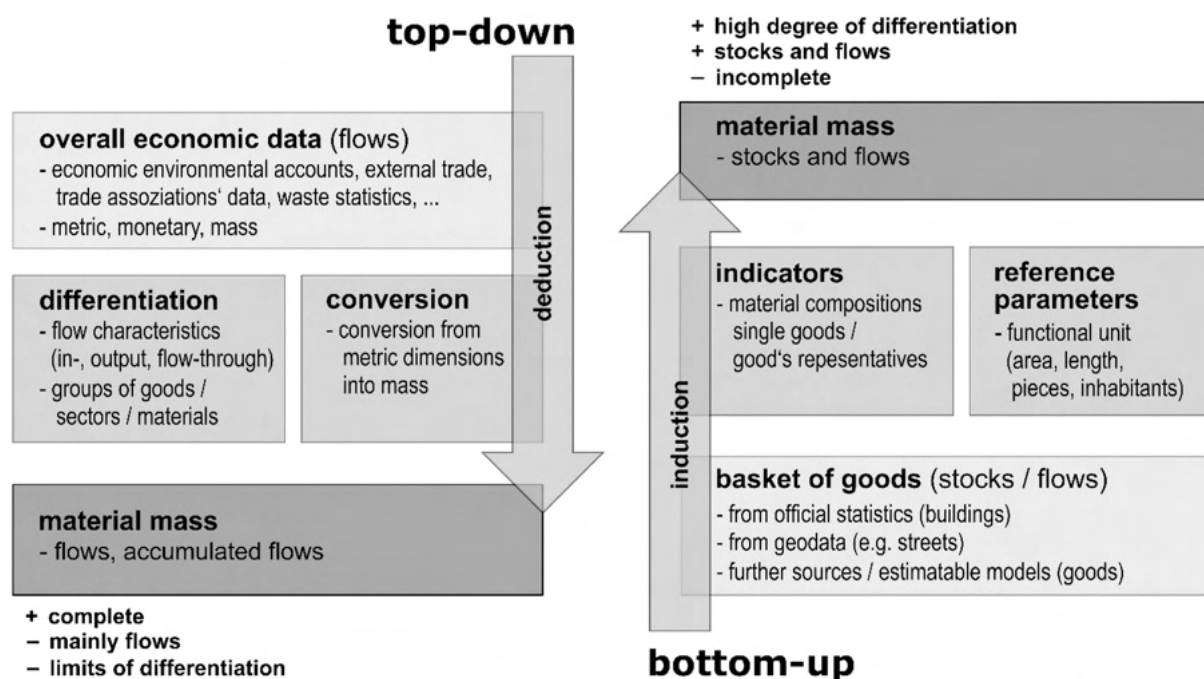 top-down
overall economic data (flows)
- economic environmental accounts, external trade,
trade assoziations' data, waste statistics, ...
- metric, monetary, mass
differentiation
- flow characteristics
(in-, output, flow-through)
- groups of goods /
sectors / materials
conversion
- conversion from
metric dimensions
into mass
deduction
material mass
- flows, accumulated flows
+ complete
– mainly flows
– limits of differentiation
+ high degree of differentiation
+ stocks and flows
– incomplete
material mass
- stocks and flows
indicators
- material compositions
single goods /
good's repesentatives
reference
parameters
- functional unit
(area, length,
pieces, inhabitants)
induction
basket of goods (stocks / flows)
- from official statistics (buildings)
- from geodata (e.g. streets)
- further sources / estimatable models (goods)
bottom-up